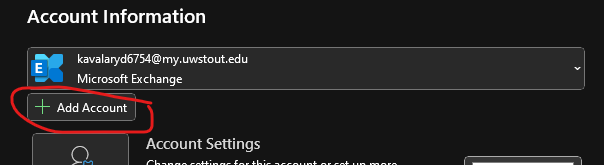 Account Information
kavalaryd6754@my.uwstout.edu
Microsoft Exchange
Add Account
Account Settings
Change settings for this account or set up more